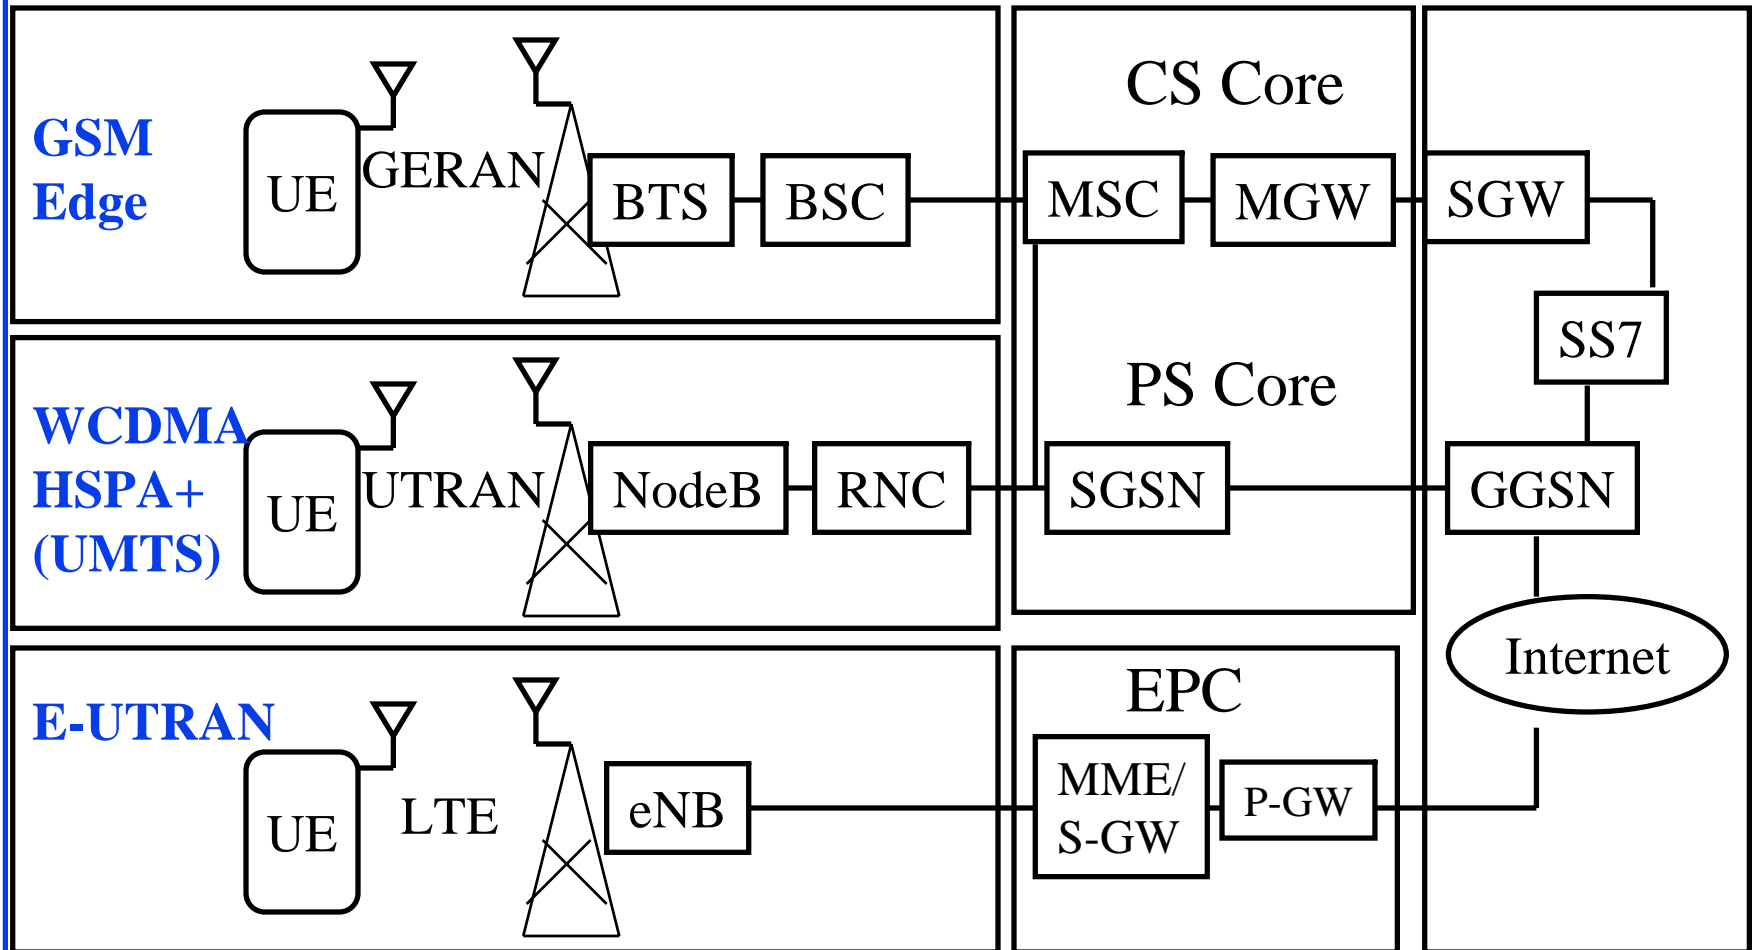 CS Core
GSM
Edge
UE
GERAN
BTS
BSC
MSC
MGW
SGW
SS7
PS Core
WCDMA
HSPA+
(UMTS)
UE
UTRAN
NodeB
RNC
SGSN
GGSN
Internet
E-UTRAN
EPC
UE
LTE
eNB
MME/
S-GW
P-GW